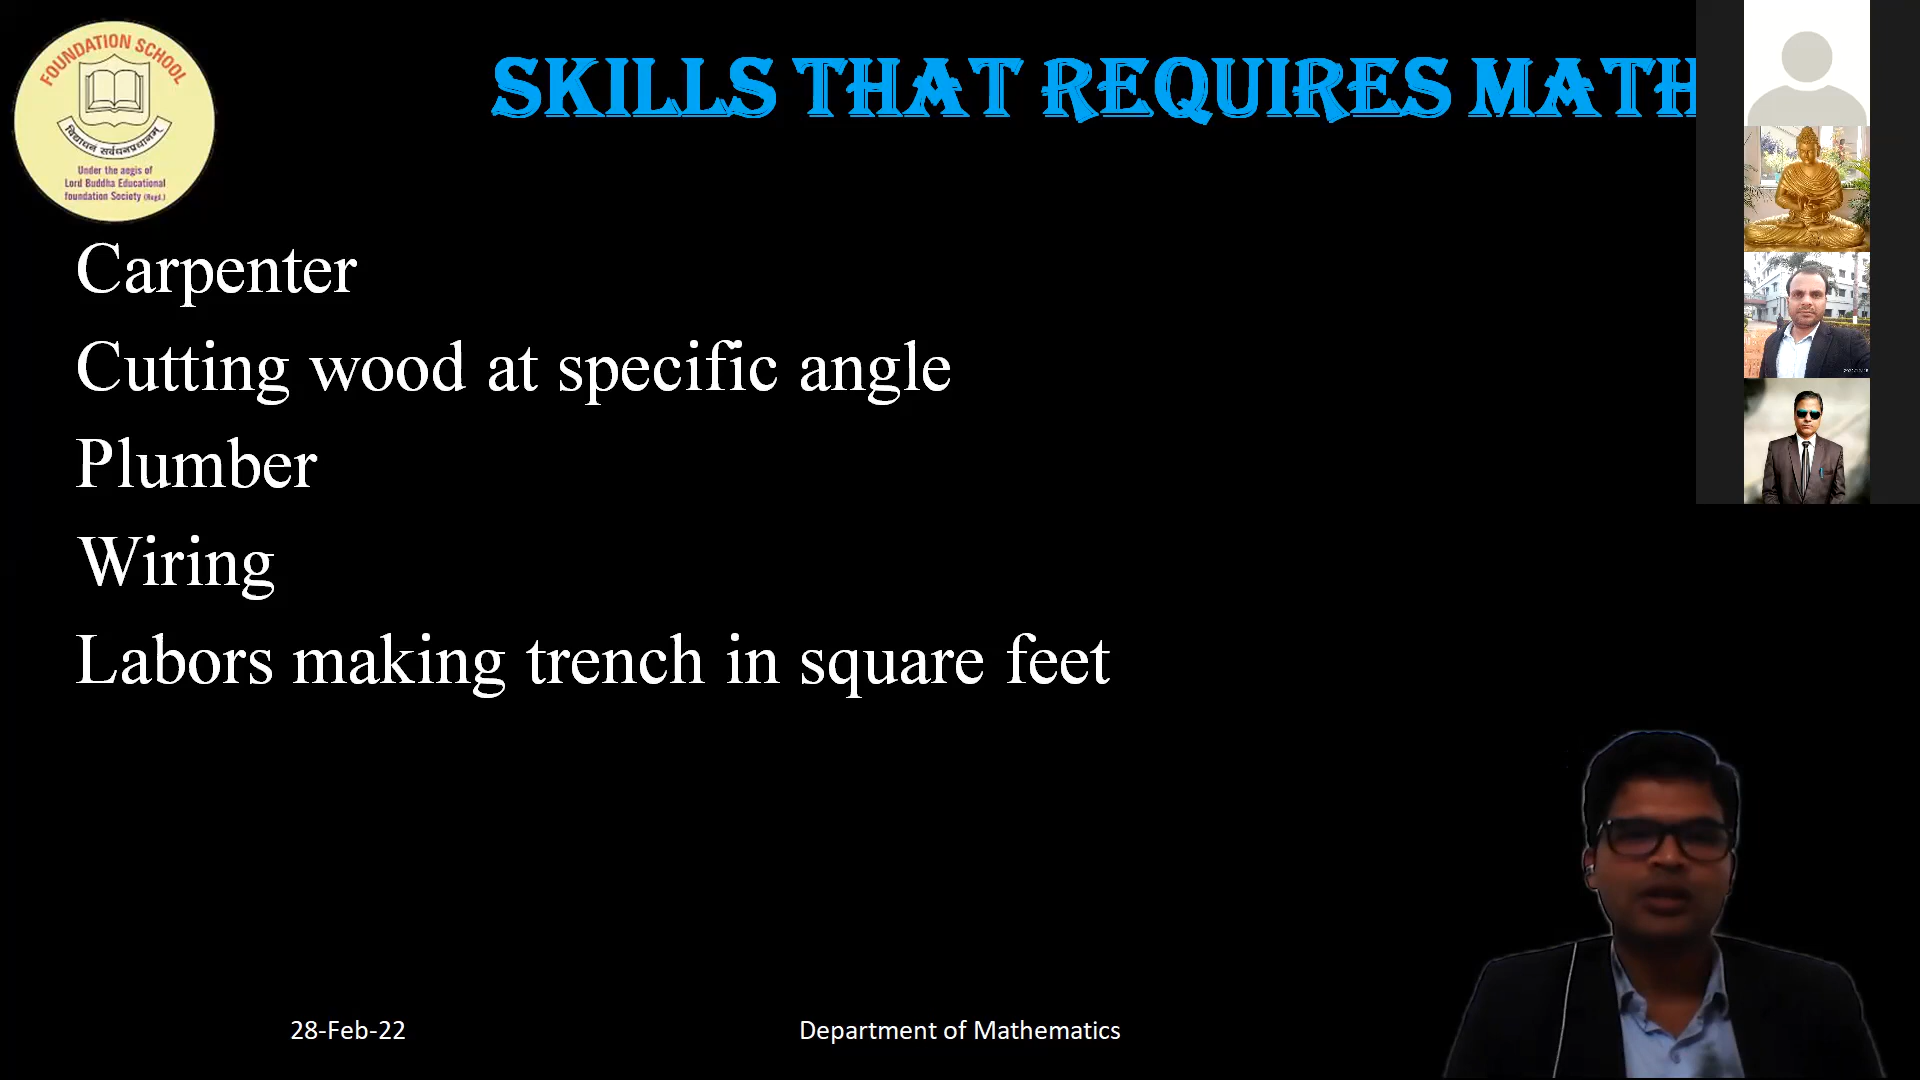 FOUNDATION SCHOOL
Under the aegis of
Lord Buddha Educational
foundation Society (Regd.)
SKILLS THAT REQUIRES MATH
Carpenter
Cutting wood at specific angle
Plumber
Wiring
Labors making trench in square feet
28-Feb-22
Department of Mathematics